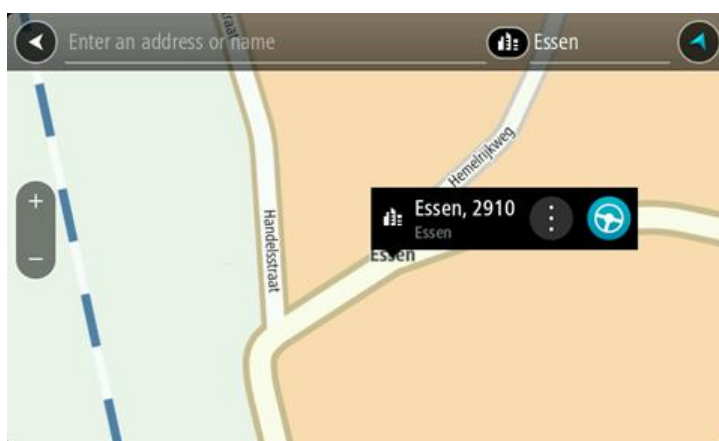 Enter an address or name
Essen
Hemelrijkweg
Essen, 2910
Essen
Essen
Handelsstraat
+
−